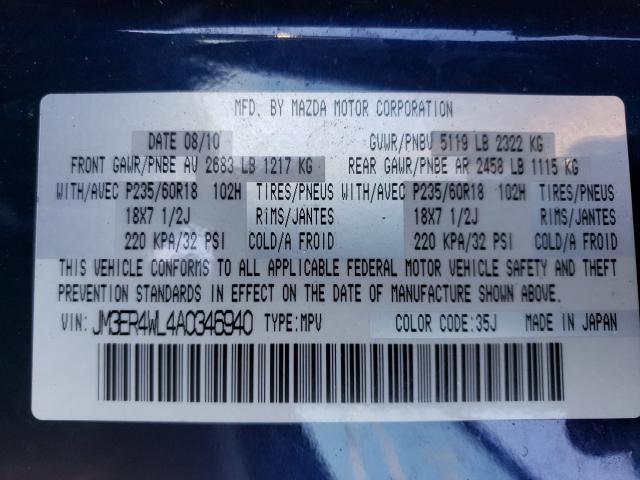 MFD. BY MAZDA MOTOR CORPORATION
DATE 08/10 GVWR/PNBV 5119 LB 2322 KG
FRONT GAWR/PNBE AV 2683 LB 1217 KG REAR GAWR/PNBE AR 2458 LB 1115 KG
WITH/AVEC P235/60R18 102H TIRES/PNEUS WITH/AVEC P235/60R18 102H TIRES/PNEUS
18X7 1/2J RIMS/JANTES 18X7 1/2J RIMS/JANTES
220 KPA/32 PSI COLD/A FROID 220 KPA/32 PSI COLD/A FROID
THIS VEHICLE CONFORMS TO ALL APPLICABLE FEDERAL MOTOR VEHICLE SAFETY AND THEFT
PREVENTION STANDARDS IN EFFECT ON THE DATE OF MANUFACTURE SHOWN ABOVE.
VIN: JM3ER4WL4A0346940 TYPE:MPV COLOR CODE:35J MADE IN JAPAN